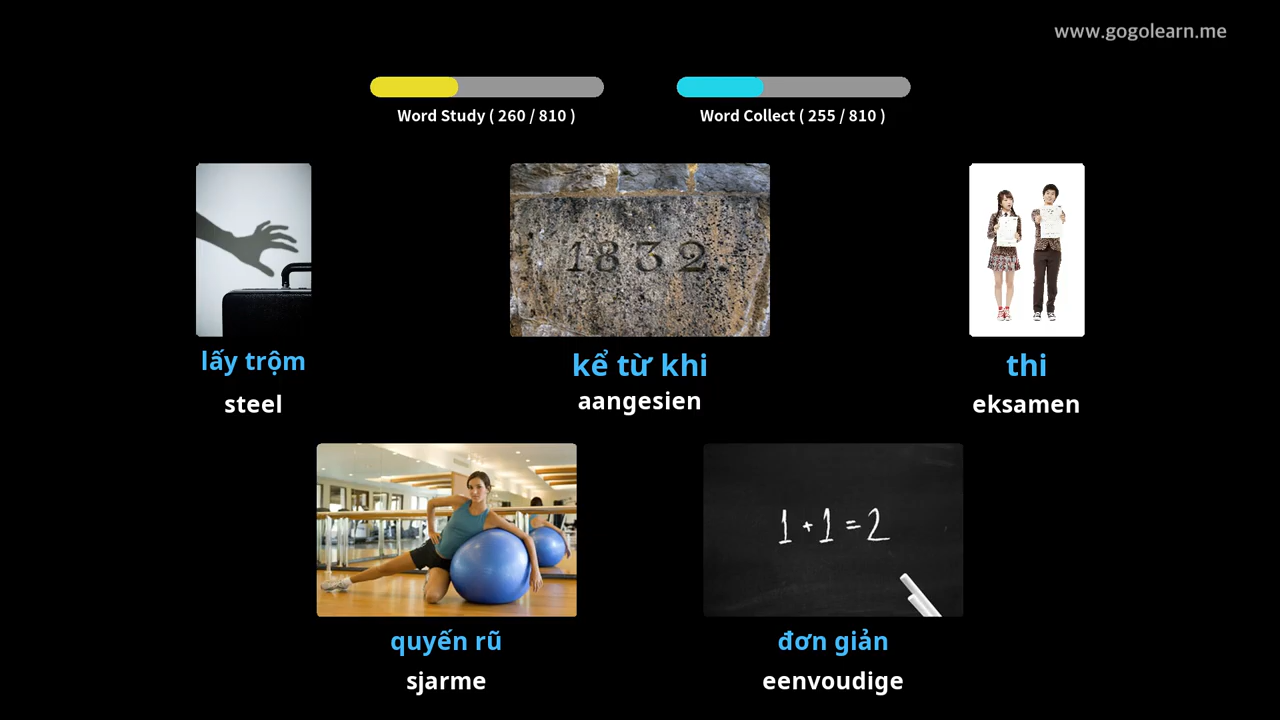 www.gogolearn.me
Word Study ( 260 / 810 )
Word Collect ( 255 / 810 )
1832.
lấy trộm
steel
kể từ khi
aangesien
thi
eksamen
1+1=2
quyến rũ
sjarme
đơn giản
eenvoudige